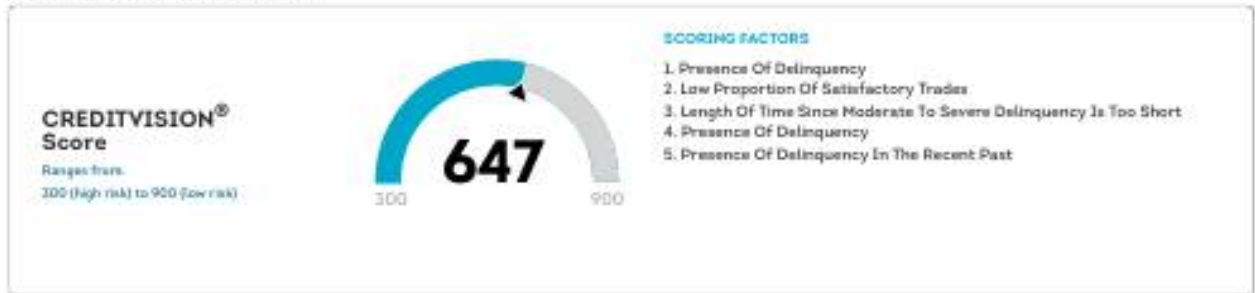 CREDITVISION®
Score
Ranges from
300 (high risk) to 900 (low risk)
647
300
900
SCORING FACTORS
1. Presence Of Delinquency
2. Low Proportion Of Satisfactory Trades
3. Length Of Time Since Moderate To Severe Delinquency Is Too Short
4. Presence Of Delinquency
5. Presence Of Delinquency In The Recent Past